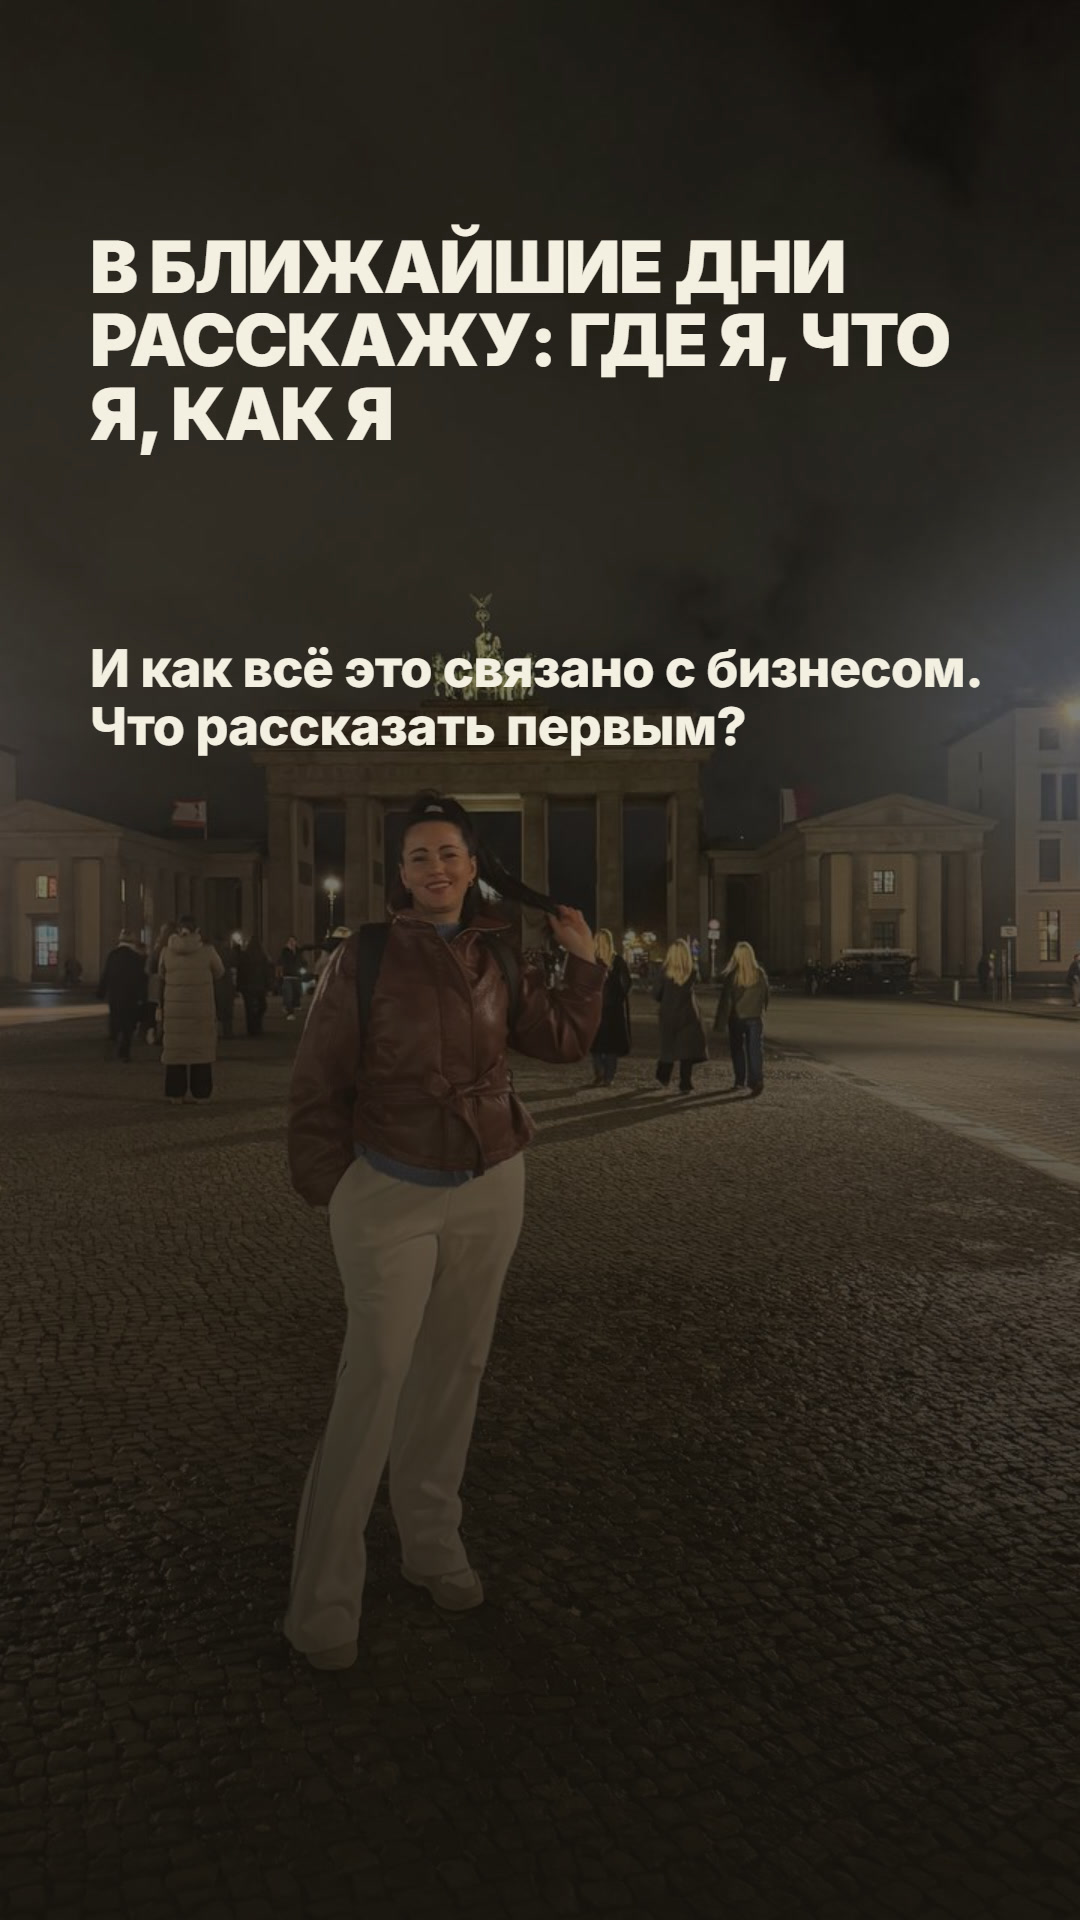 В БЛИЖАЙШИЕ ДНИ
РАССКАЖУ: ГДЕ Я, ЧТО
Я, КАК Я
И как всё это связано с бизнесом.
Что рассказать первым?